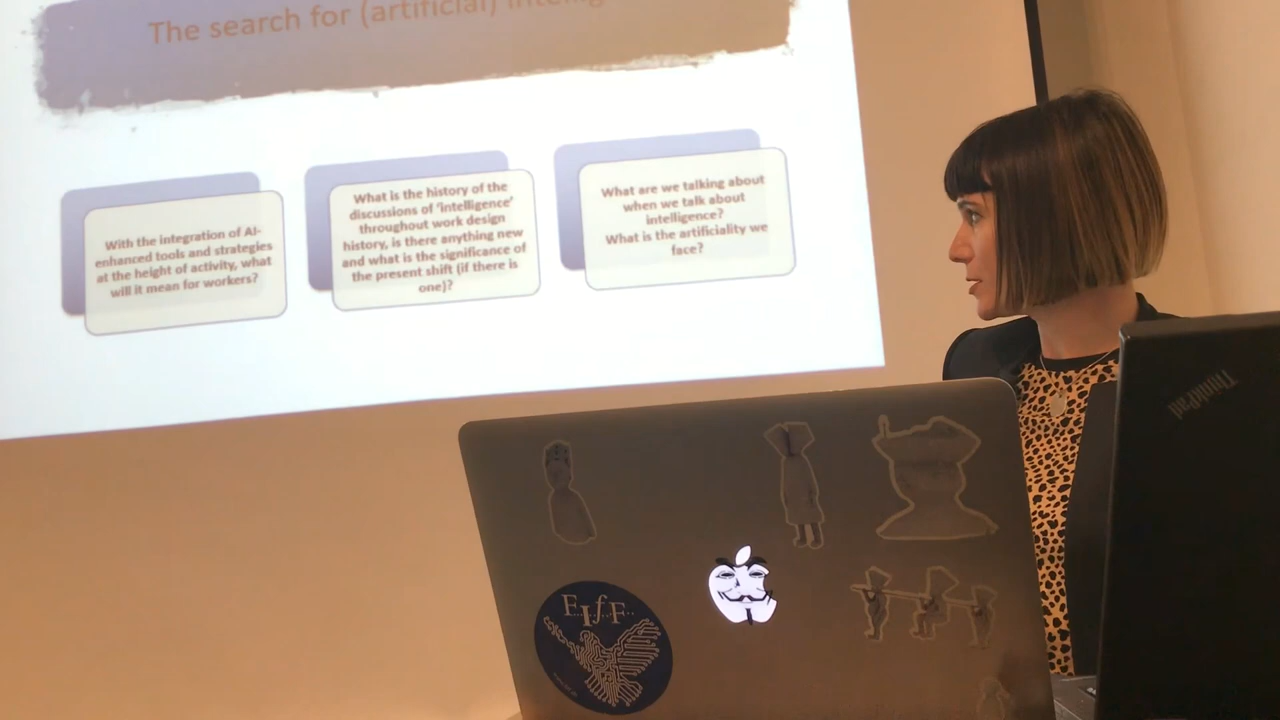 The search for (artificial)
With the integration of AI-
enhanced tools and strategies
at the height of activity, what
will it mean for workers?
What is the history of the
discussions of 'intelligence'
throughout work design
history, is there anything new
and what is the significance of
the present shift (if there is
one)?
What are we talking about
when we talk about
intelligence?
What is the artificiality we
face?
ThinkPad
F..I..f..F..